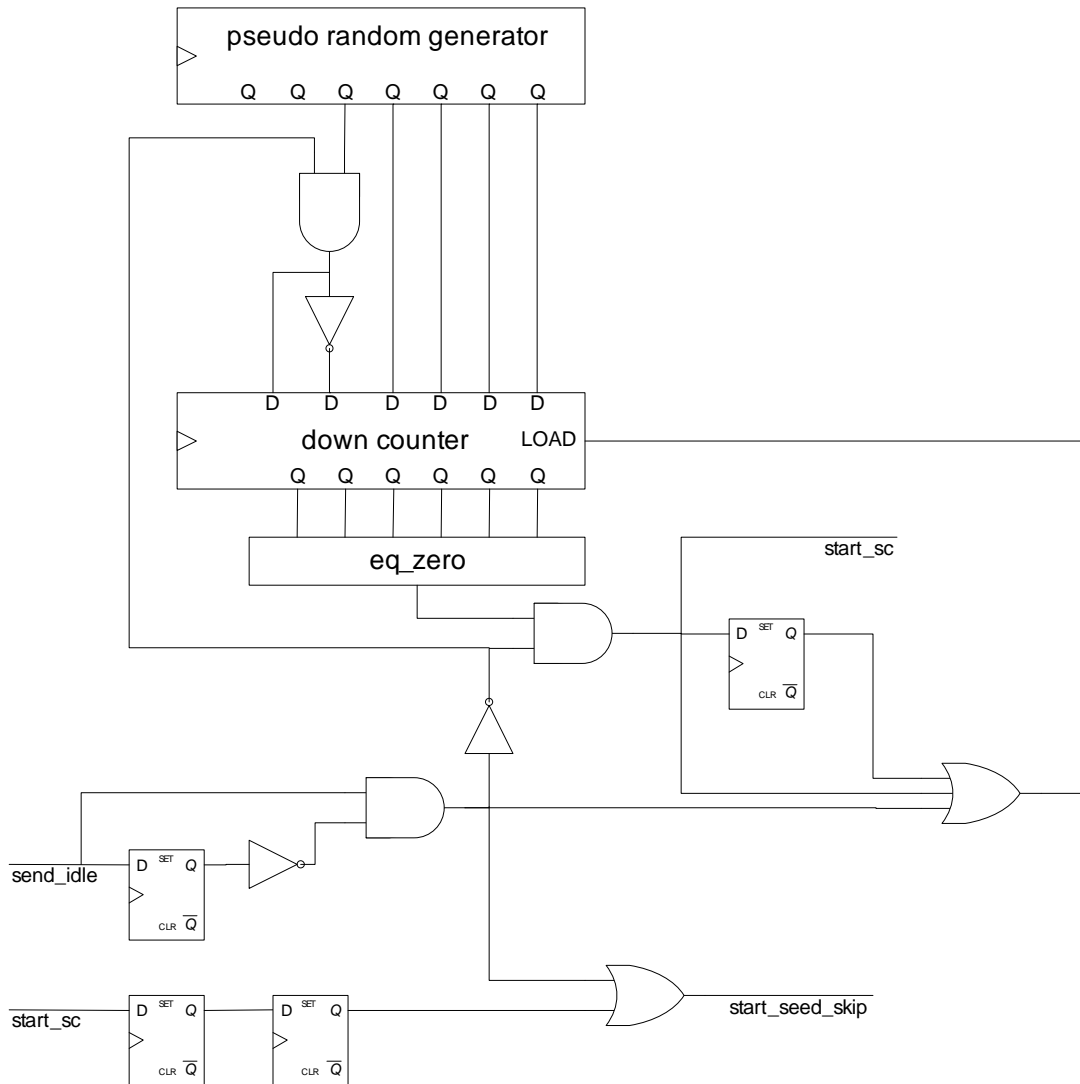 pseudo random generator
Q Q Q Q Q Q Q
D D D D D D
down counter LOAD
Q Q Q Q Q Q
eq_zero
start_sc
D SET Q
CLR Q
send_idle
D SET Q
CLR Q
start_sc
D SET Q
CLR Q
D SET Q
CLR Q
start_seed_skip